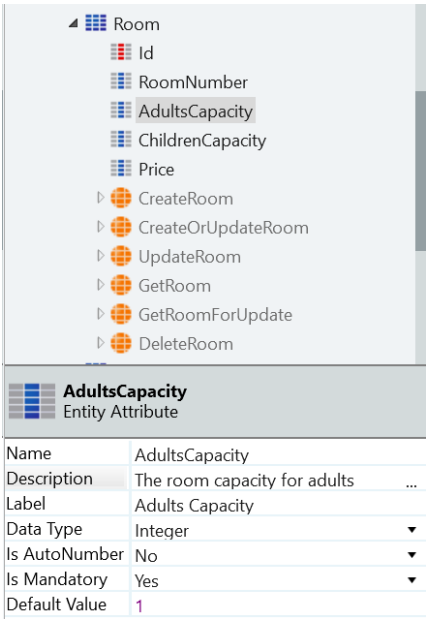 Room
Id
RoomNumber
AdultsCapacity
ChildrenCapacity
Price
CreateRoom
CreateOrUpdateRoom
UpdateRoom
GetRoom
GetRoomForUpdate
DeleteRoom
AdultsCapacity
Entity Attribute
Name AdultsCapacity
Description The room capacity for adults ...
Label Adults Capacity
Data Type Integer
Is AutoNumber No
Is Mandatory Yes
Default Value 1